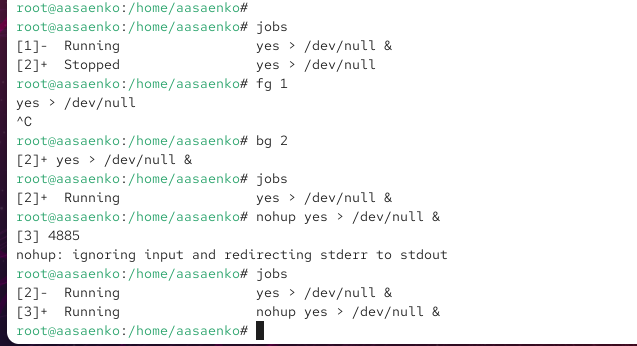 root@aasaenko:/home/aasaenko#
root@aasaenko:/home/aasaenko# jobs
[1]-  Running                 yes > /dev/null &
[2]+  Stopped                 yes > /dev/null
root@aasaenko:/home/aasaenko# fg 1
yes > /dev/null
^C
root@aasaenko:/home/aasaenko# bg 2
[2]+ yes > /dev/null &
root@aasaenko:/home/aasaenko# jobs
[2]+  Running                 yes > /dev/null &
root@aasaenko:/home/aasaenko# nohup yes > /dev/null &
[3] 4885
nohup: ignoring input and redirecting stderr to stdout
root@aasaenko:/home/aasaenko# jobs
[2]-  Running                 yes > /dev/null &
[3]+  Running                 nohup yes > /dev/null &
root@aasaenko:/home/aasaenko#